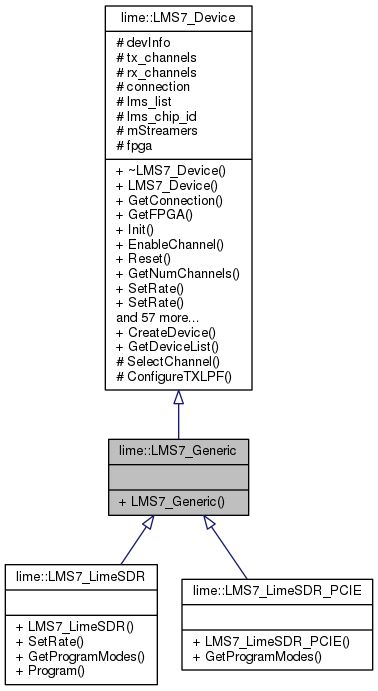 lime::LMS7_Device
# devInfo
# tx_channels
# rx_channels
# connection
# lms_list
# lms_chip_id
# mStreamers
# fpga
+ ~LMS7_Device()
+ LMS7_Device()
+ GetConnection()
+ GetFPGA()
+ Init()
+ EnableChannel()
+ Reset()
+ GetNumChannels()
+ SetRate()
+ SetRate()
and 57 more...
+ CreateDevice()
+ GetDeviceList()
# SelectChannel()
# ConfigureTXLPF()
lime::LMS7_Generic
+ LMS7_Generic()
lime::LMS7_LimeSDR
+ LMS7_LimeSDR()
+ SetRate()
+ GetProgramModes()
+ Program()
lime::LMS7_LimeSDR_PCIE
+ LMS7_LimeSDR_PCIE()
+ GetProgramModes()